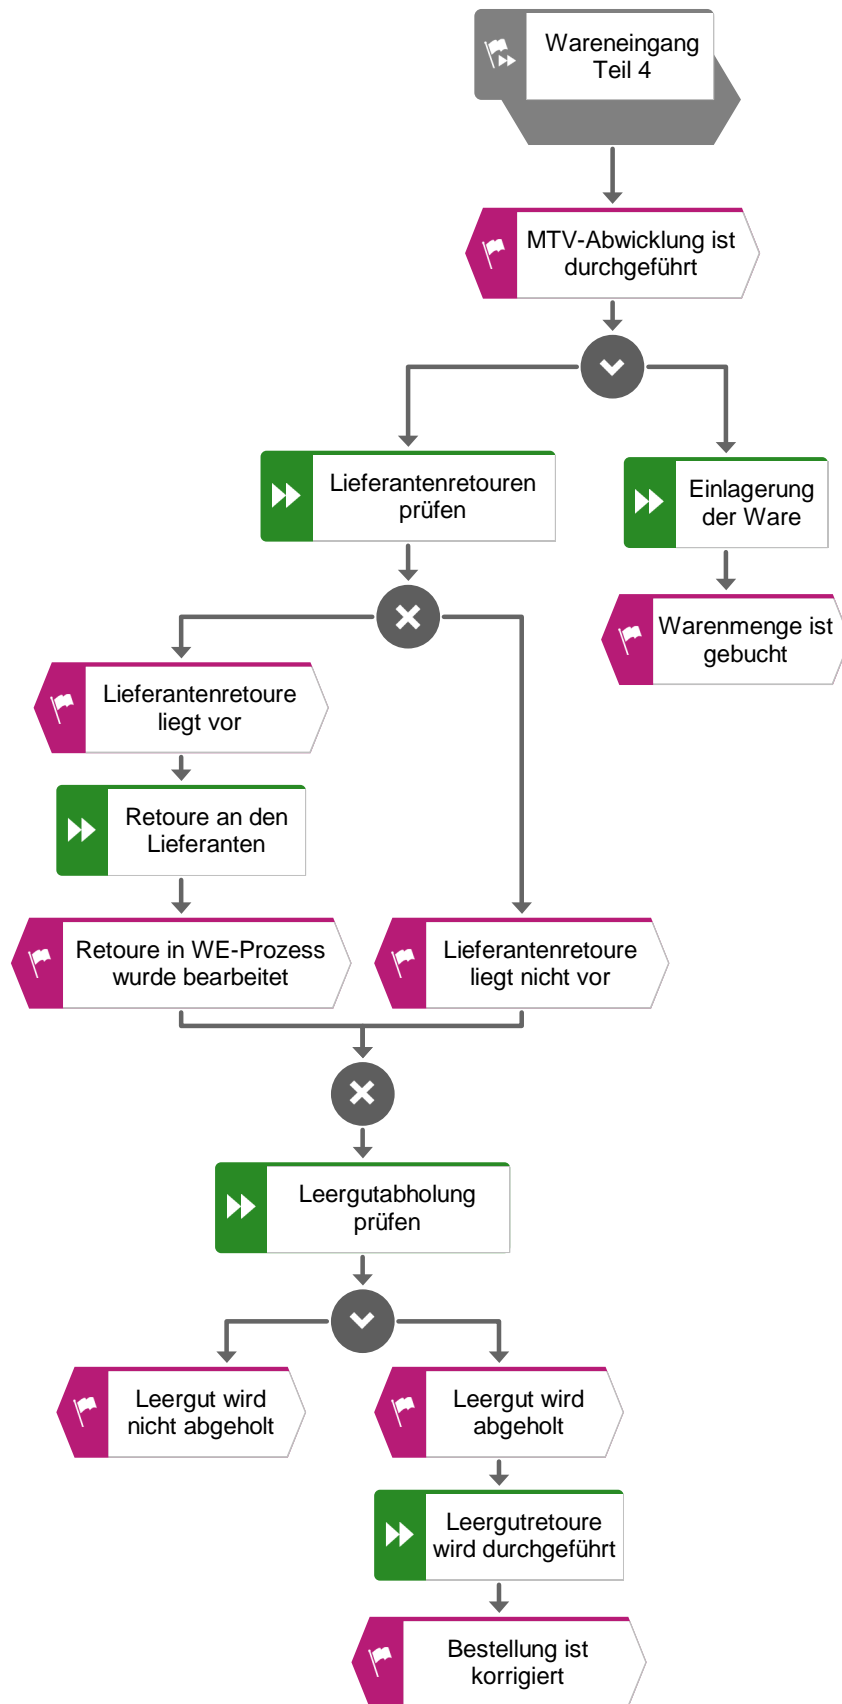 Wareneingang
Teil 4
MTV-Abwicklung ist
durchgeführt
Lieferantenretouren
prüfen
Einlagerung
der Ware
Warenmenge ist
gebucht
Lieferantenretoure
liegt vor
Retoure an den
Lieferanten
Retoure in WE-Prozess
wurde bearbeitet
Lieferantenretoure
liegt nicht vor
Leergutabholung
prüfen
Leergut wird
nicht abgeholt
Leergut wird
abgeholt
Leergutretoure
wird durchgeführt
Bestellung ist
korrigiert